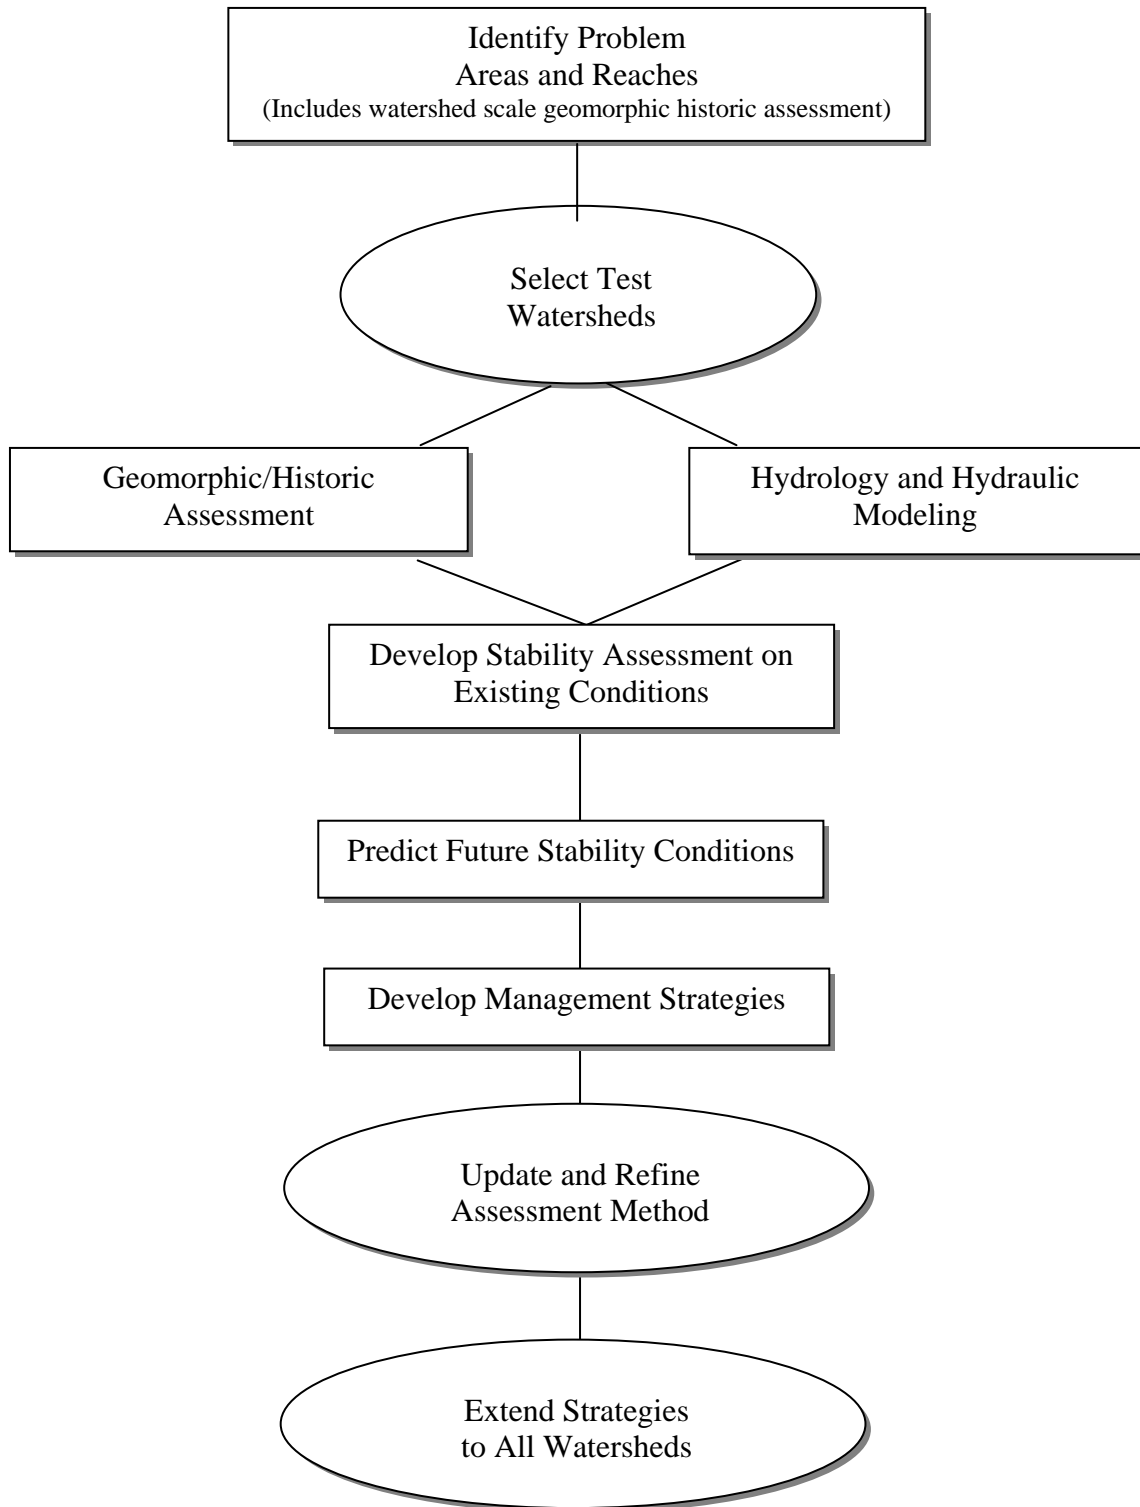 Identify Problem
Areas and Reaches
(Includes watershed scale geomorphic historic assessment)
Select Test
Watersheds
Geomorphic/Historic
Assessment
Hydrology and Hydraulic
Modeling
Develop Stability Assessment on
Existing Conditions
Predict Future Stability Conditions
Develop Management Strategies
Update and Refine
Assessment Method
Extend Strategies
to All Watersheds